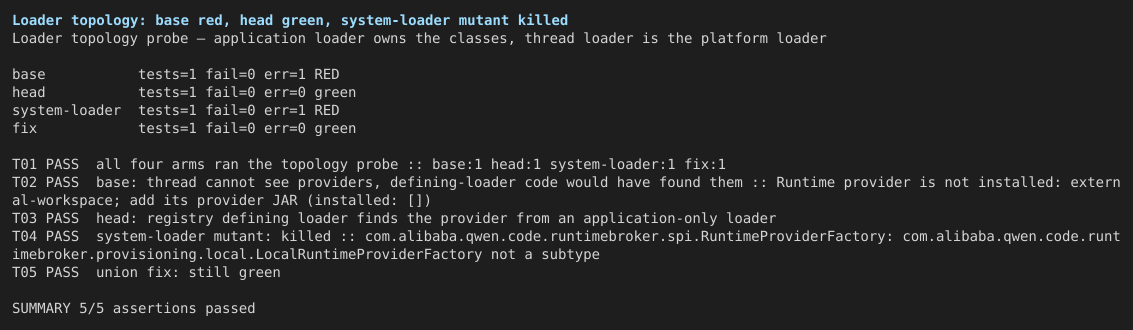 Loader topology: base red, head green, system-loader mutant killed
Loader topology probe — application loader owns the classes, thread loader is the platform loader
base tests=1 fail=0 err=1 RED
head tests=1 fail=0 err=0 green
system-loader tests=1 fail=0 err=1 RED
fix tests=1 fail=0 err=0 green
T01 PASS all four arms ran the topology probe :: base:1 head:1 system-loader:1 fix:1
T02 PASS base: thread cannot see providers, defining-loader code would have found them :: Runtime provider is not installed: extern
al-workspace; add its provider JAR (installed: [])
T03 PASS head: registry defining loader finds the provider from an application-only loader
T04 PASS system-loader mutant: killed :: com.alibaba.qwen.code.runtimebroker.spi.RuntimeProviderFactory: com.alibaba.qwen.code.runt
imebroker.provisioning.local.LocalRuntimeProviderFactory not a subtype
T05 PASS union fix: still green
SUMMARY 5/5 assertions passed